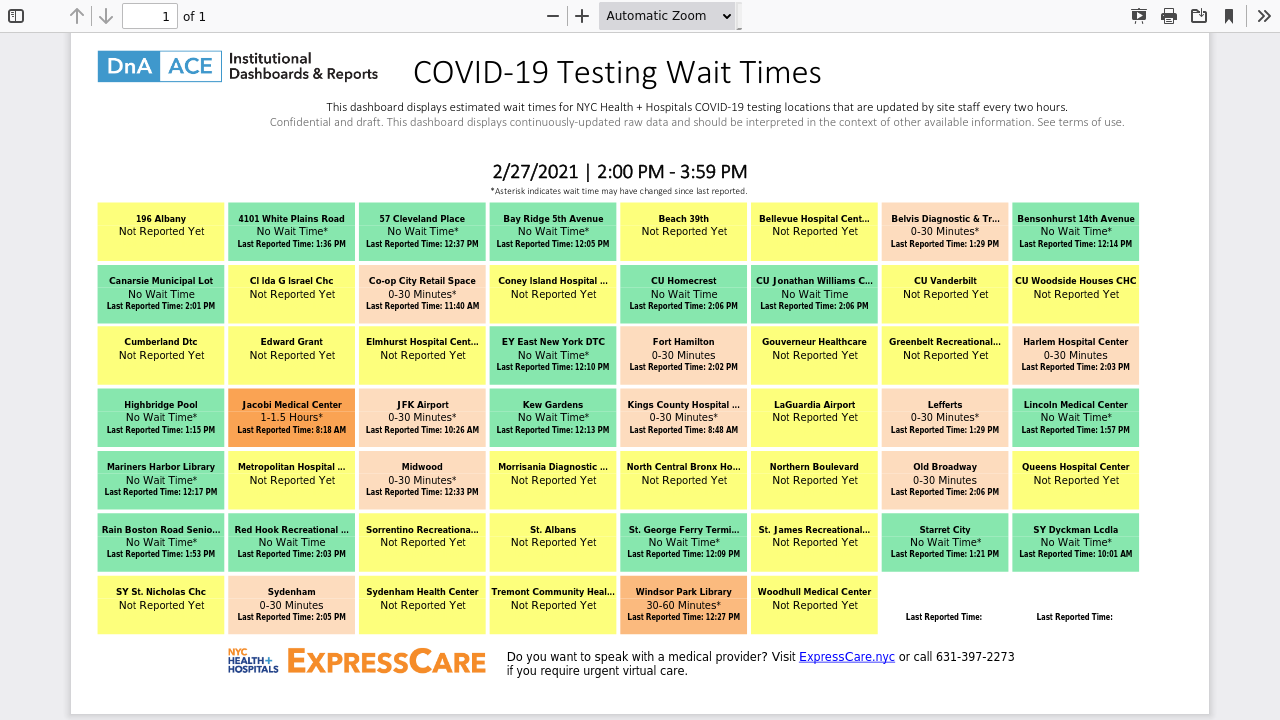 1 of 1 Automatic Zoom
DnA ACE Institutional Dashboards & Reports
COVID-19 Testing Wait Times
This dashboard displays estimated wait times for NYC Health + Hospitals COVID-19 testing locations that are updated by site staff every two hours.
Confidential and draft. This dashboard displays continuously-updated raw data and should be interpreted in the context of other available information. See terms of use.
2/27/2021 | 2:00 PM - 3:59 PM
*Asterisk indicates wait time may have changed since last reported.
196 Albany
Not Reported Yet
4101 White Plains Road
No Wait Time*
Last Reported Time: 1:36 PM
57 Cleveland Place
No Wait Time*
Last Reported Time: 12:37 PM
Bay Ridge 5th Avenue
No Wait Time*
Last Reported Time: 12:05 PM
Beach 39th
Not Reported Yet
Bellevue Hospital Cent...
Not Reported Yet
Belvis Diagnostic & Tr...
0-30 Minutes*
Last Reported Time: 1:29 PM
Bensonhurst 14th Avenue
No Wait Time*
Last Reported Time: 12:14 PM
Canarsie Municipal Lot
No Wait Time
Last Reported Time: 2:01 PM
Cl Ida G Israel Chc
Not Reported Yet
Co-op City Retail Space
0-30 Minutes*
Last Reported Time: 11:40 AM
Coney Island Hospital ...
Not Reported Yet
CU Homecrest
No Wait Time
Last Reported Time: 2:06 PM
CU Jonathan Williams C...
No Wait Time
Last Reported Time: 2:06 PM
CU Vanderbilt
Not Reported Yet
CU Woodside Houses CHC
Not Reported Yet
Cumberland Dtc
Not Reported Yet
Edward Grant
Not Reported Yet
Elmhurst Hospital Cent...
Not Reported Yet
EY East New York DTC
No Wait Time*
Last Reported Time: 12:10 PM
Fort Hamilton
0-30 Minutes
Last Reported Time: 2:02 PM
Gouverneur Healthcare
Not Reported Yet
Greenbelt Recreational...
Not Reported Yet
Harlem Hospital Center
0-30 Minutes
Last Reported Time: 2:03 PM
Highbridge Pool
No Wait Time*
Last Reported Time: 1:15 PM
Jacobi Medical Center
1-1.5 Hours*
Last Reported Time: 8:18 AM
JFK Airport
0-30 Minutes*
Last Reported Time: 10:26 AM
Kew Gardens
No Wait Time*
Last Reported Time: 12:13 PM
Kings County Hospital ...
0-30 Minutes*
Last Reported Time: 8:48 AM
LaGuardia Airport
Not Reported Yet
Lefferts
0-30 Minutes*
Last Reported Time: 1:29 PM
Lincoln Medical Center
No Wait Time*
Last Reported Time: 1:57 PM
Mariners Harbor Library
No Wait Time*
Last Reported Time: 12:17 PM
Metropolitan Hospital ...
Not Reported Yet
Midwood
0-30 Minutes*
Last Reported Time: 12:33 PM
Morrisania Diagnostic ...
Not Reported Yet
North Central Bronx Ho...
Not Reported Yet
Northern Boulevard
Not Reported Yet
Old Broadway
0-30 Minutes
Last Reported Time: 2:06 PM
Queens Hospital Center
Not Reported Yet
Rain Boston Road Senio...
No Wait Time*
Last Reported Time: 1:53 PM
Red Hook Recreational ...
No Wait Time
Last Reported Time: 2:03 PM
Sorrentino Recreationa...
Not Reported Yet
St. Albans
Not Reported Yet
St. George Ferry Termi...
No Wait Time*
Last Reported Time: 12:09 PM
St. James Recreational...
Not Reported Yet
Starret City
No Wait Time*
Last Reported Time: 1:21 PM
SY Dyckman Lcdla
No Wait Time*
Last Reported Time: 10:01 AM
SY St. Nicholas Chc
Not Reported Yet
Sydenham
0-30 Minutes
Last Reported Time: 2:05 PM
Sydenham Health Center
Not Reported Yet
Tremont Community Heal...
Not Reported Yet
Windsor Park Library
30-60 Minutes*
Last Reported Time: 12:27 PM
Woodhull Medical Center
Not Reported Yet
Last Reported Time:
Last Reported Time:
NYC HEALTH+ HOSPITALS
EXPRESSCARE
Do you want to speak with a medical provider? Visit ExpressCare.nyc or call 631-397-2273
if you require urgent virtual care.